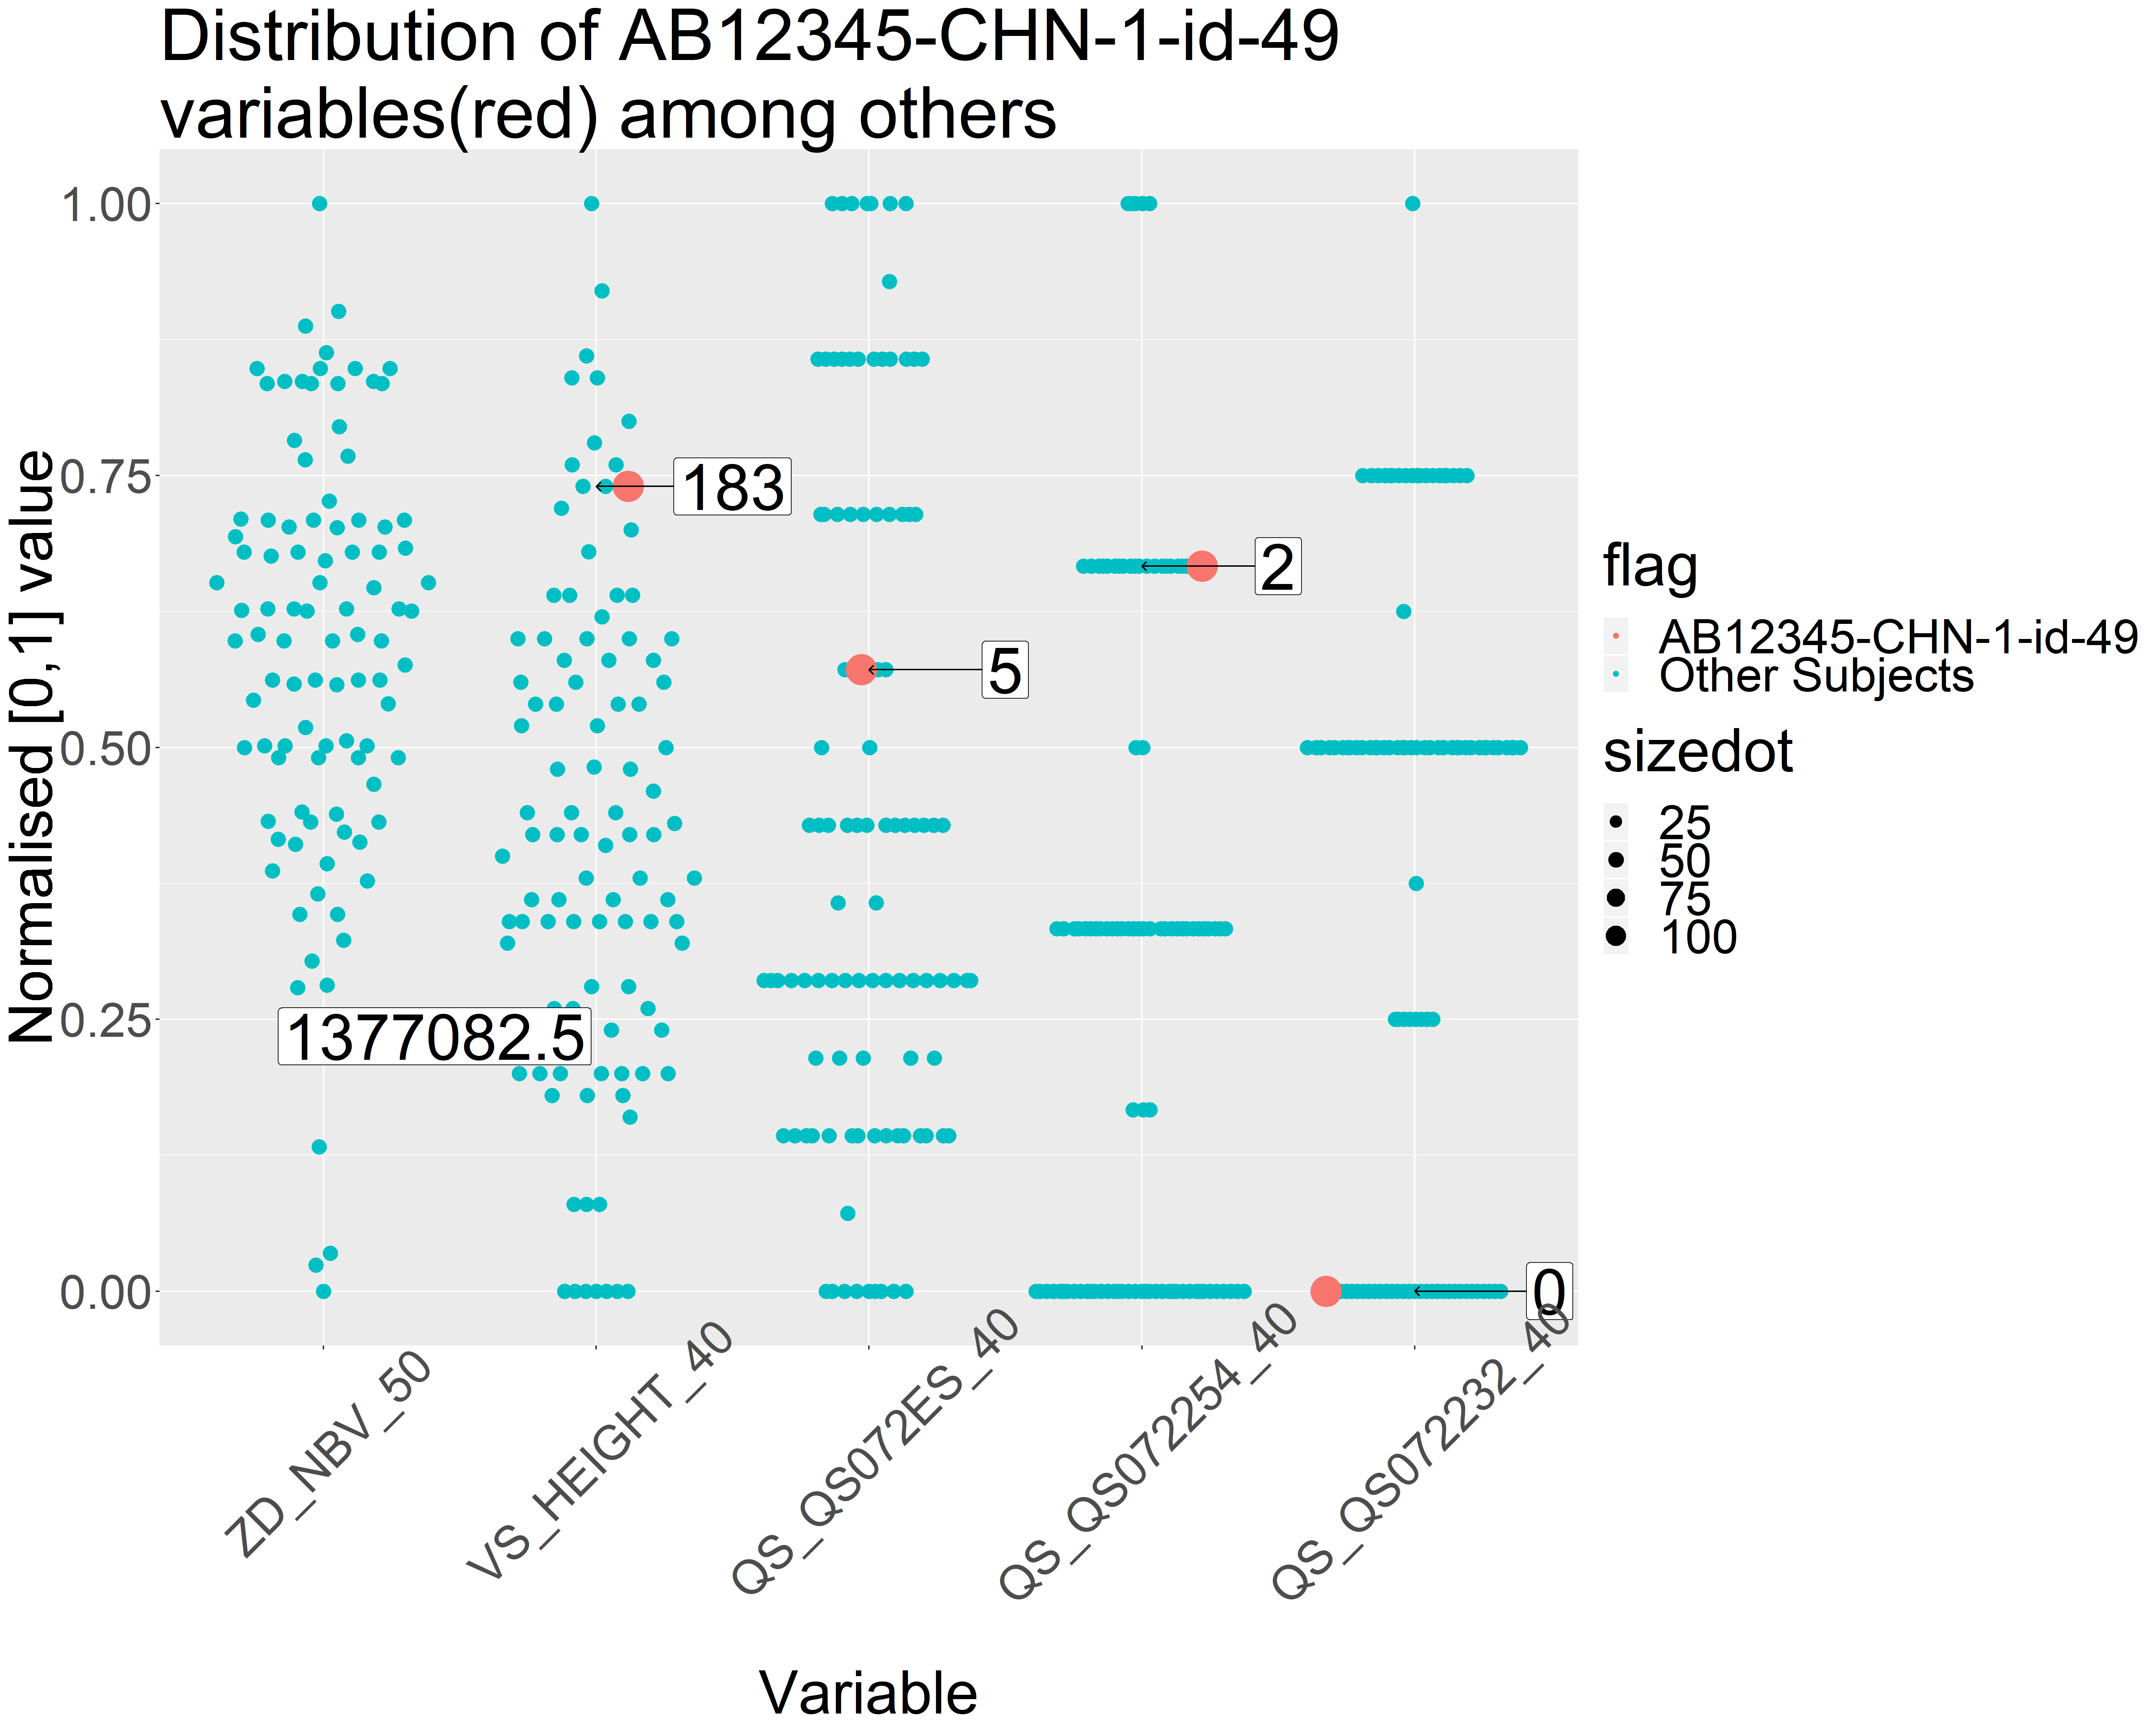 Distribution of AB12345-CHN-1-id-49
variables(red) among others
Normalised [0,1] value
1.00
0.75
0.50
0.25
0.00
183
2
5
1377082.5
0
ZD_NBV_50
VS_HEIGHT_40
QS_QS072ES_40
QS_QS072254_40
QS_QS072232_40
Variable
flag
AB12345-CHN-1-id-49
Other Subjects
sizedot
25
50
75
100